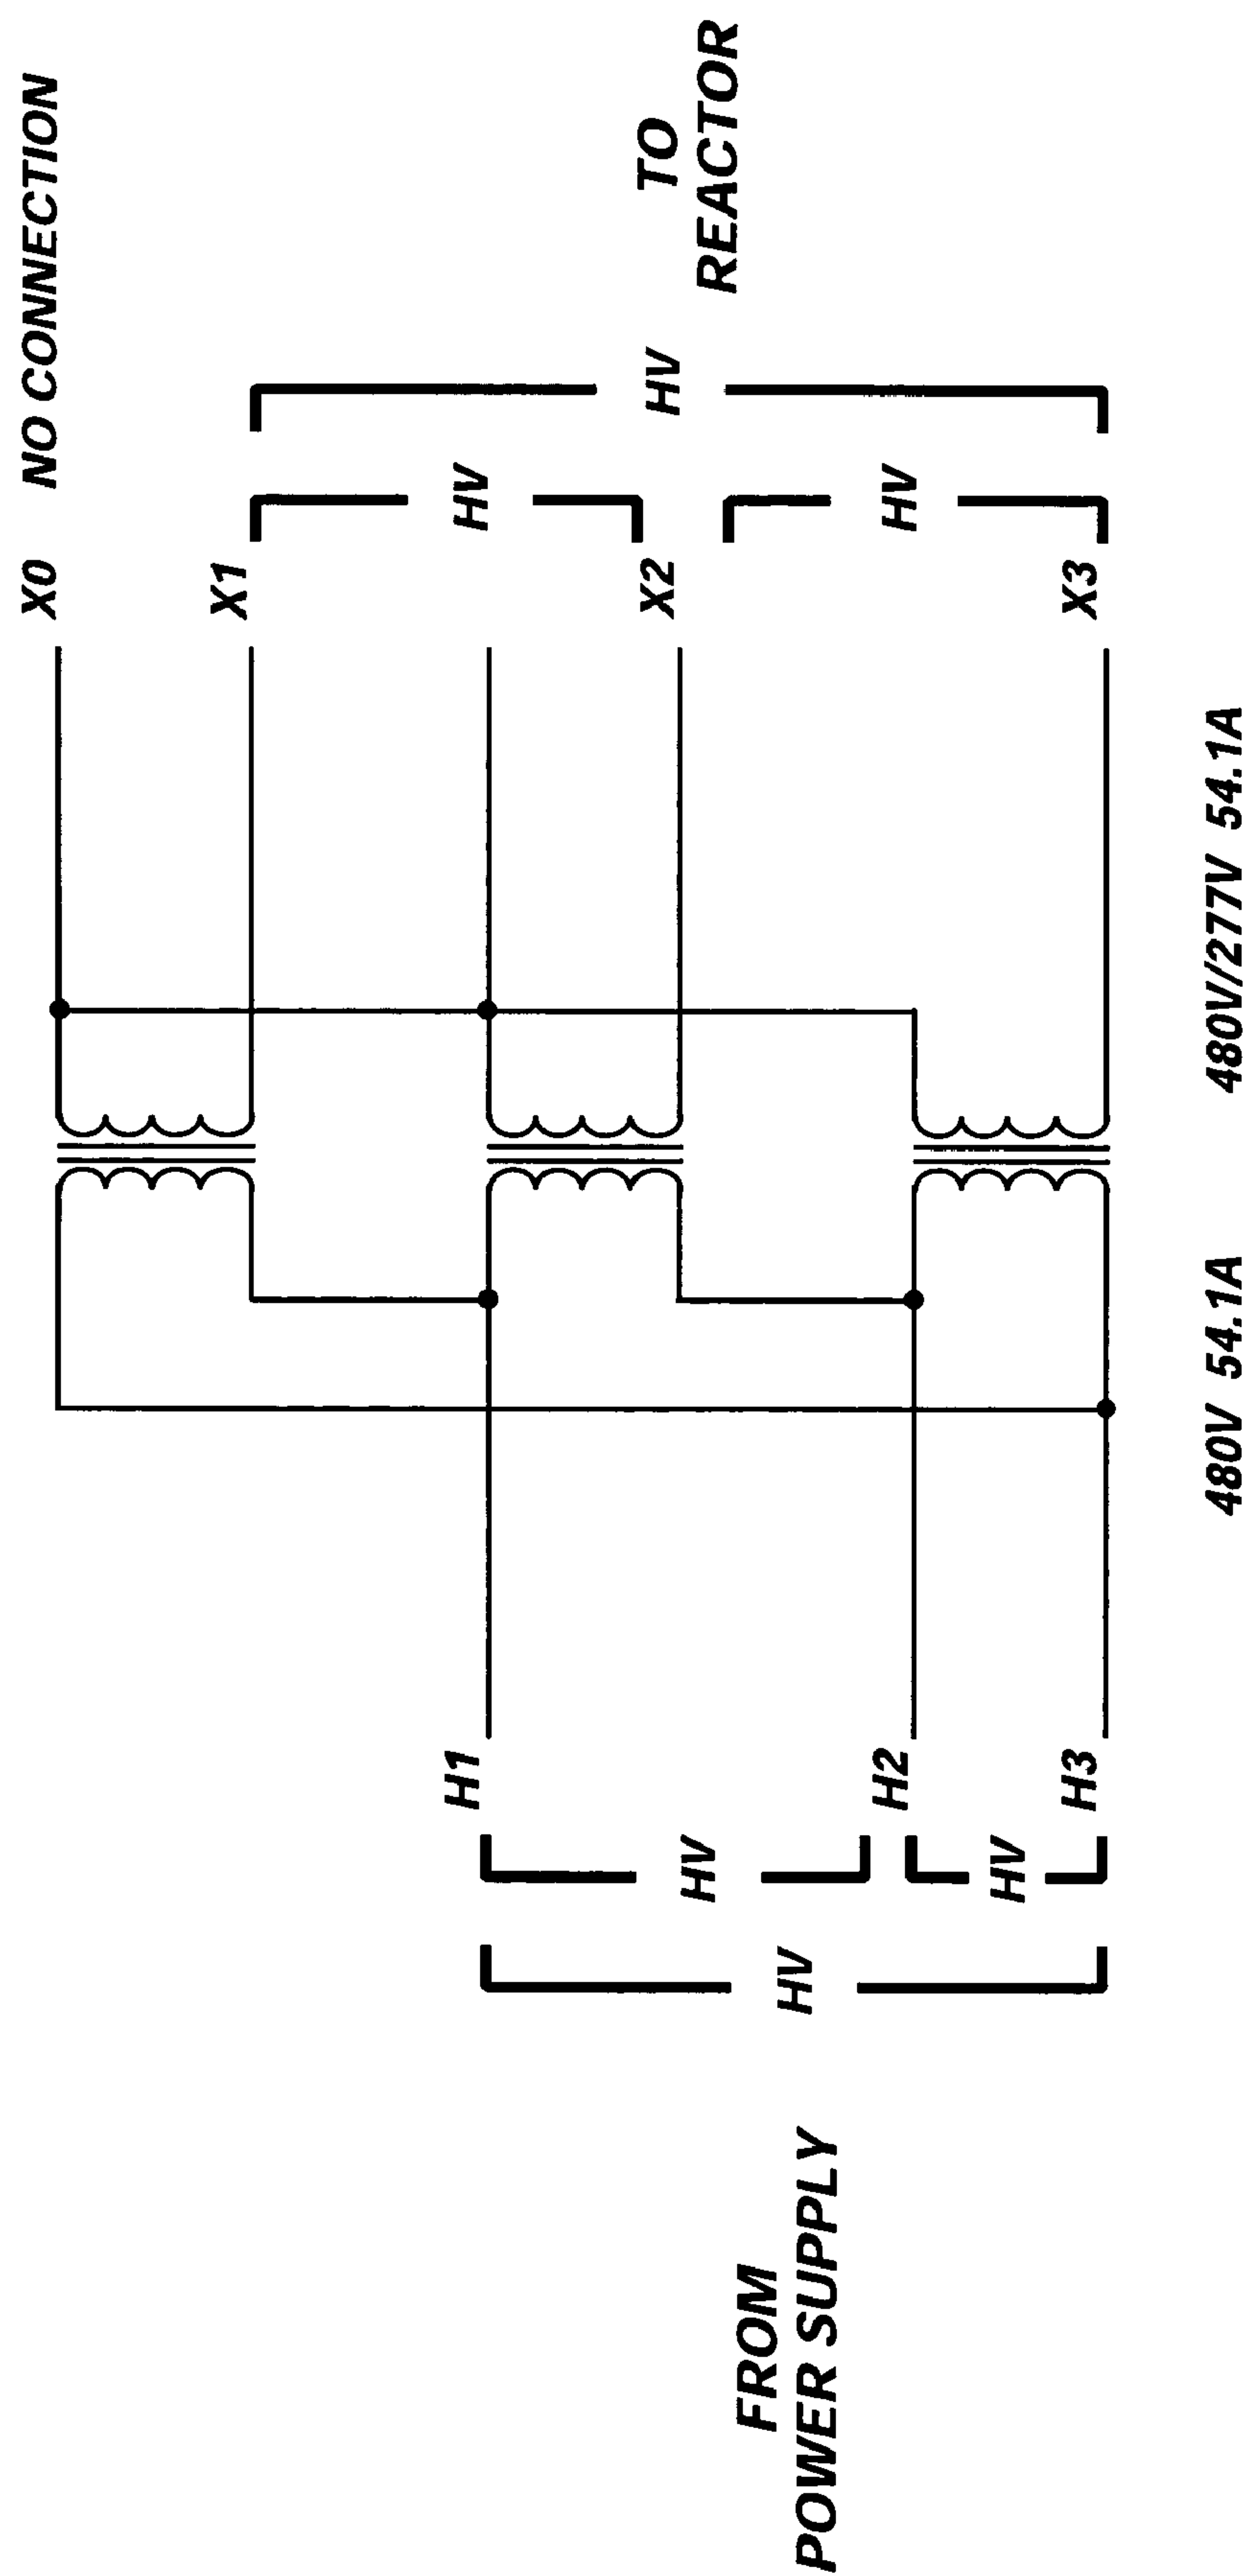 X0 NO CONNECTION
X1
HV
HV
TO
REACTOR
X2
HV
X3
H1
HV
HV
H2
HV
H3
FROM
POWER SUPPLY
480V 54.1A
480V/277V 54.1A